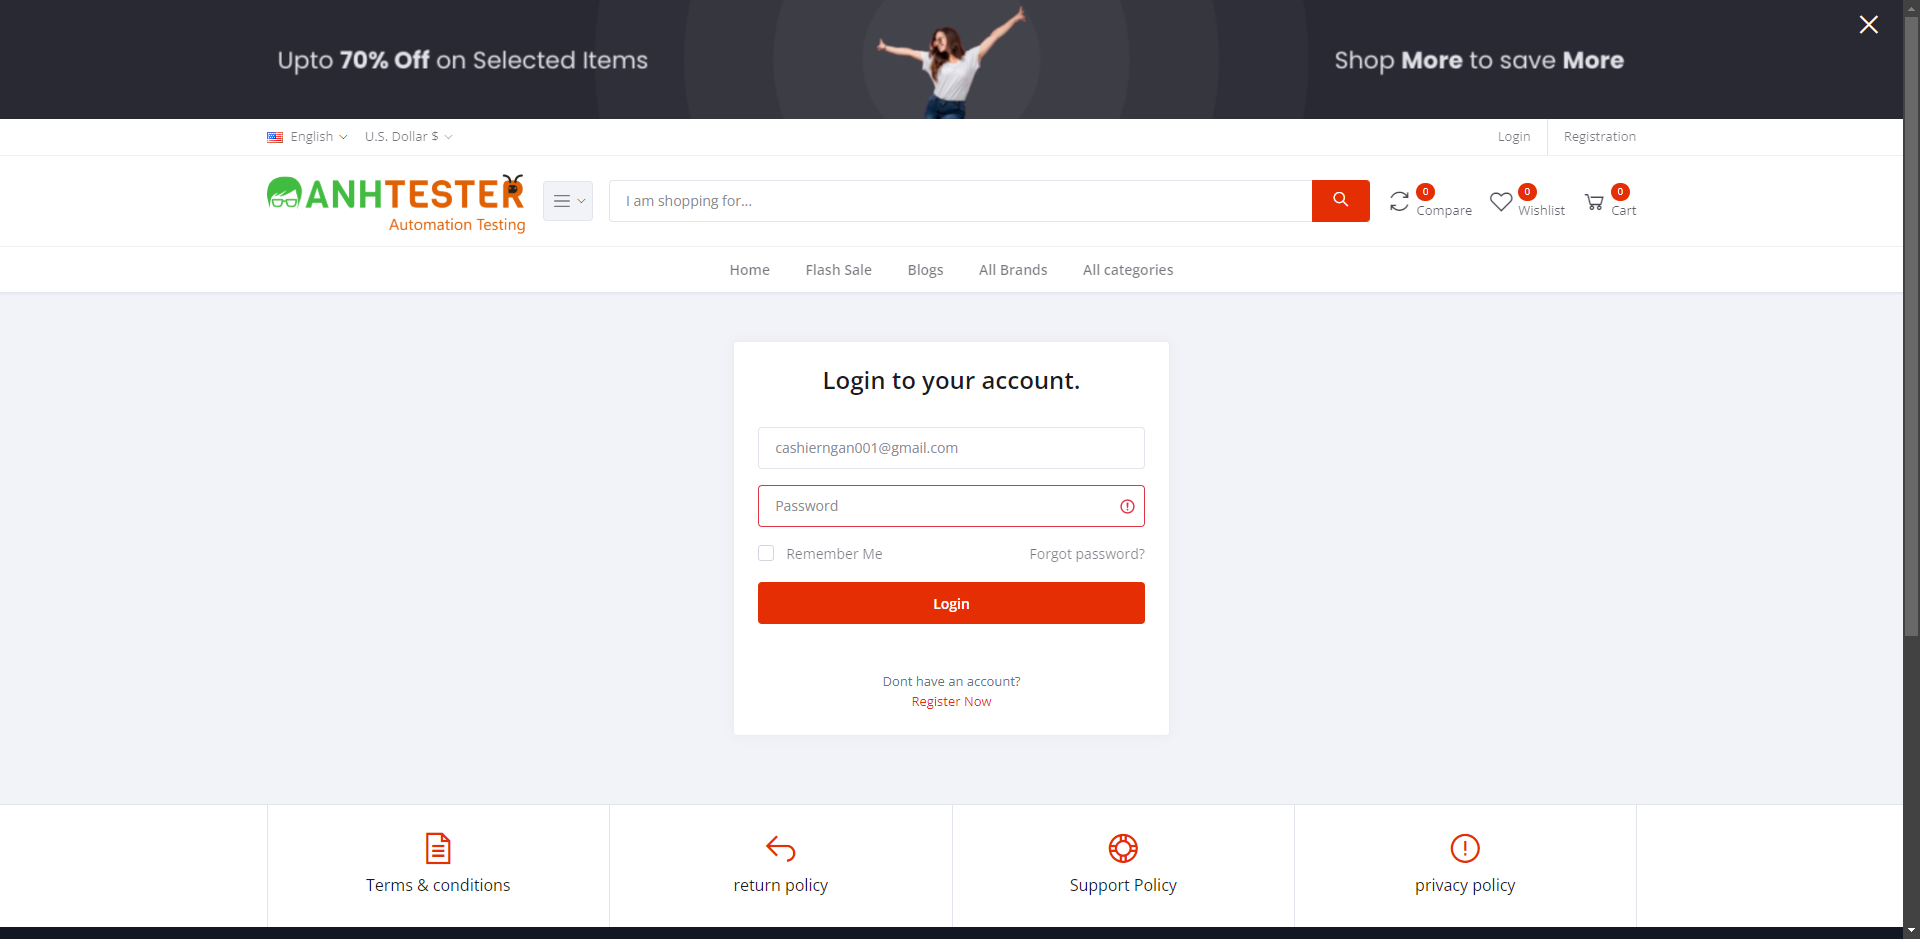 Upto 70% Off on Selected Items
Shop More to save More
English
U.S. Dollar $
Login
Registration
ANHTESTER
Automation Testing
I am shopping for...
0
Compare
0
Wishlist
0
Cart
Home
Flash Sale
Blogs
All Brands
All categories
Login to your account.
cashierngan001@gmail.com
Password
Remember Me
Forgot password?
Login
Dont have an account?
Register Now
Terms & conditions
return policy
Support Policy
privacy policy